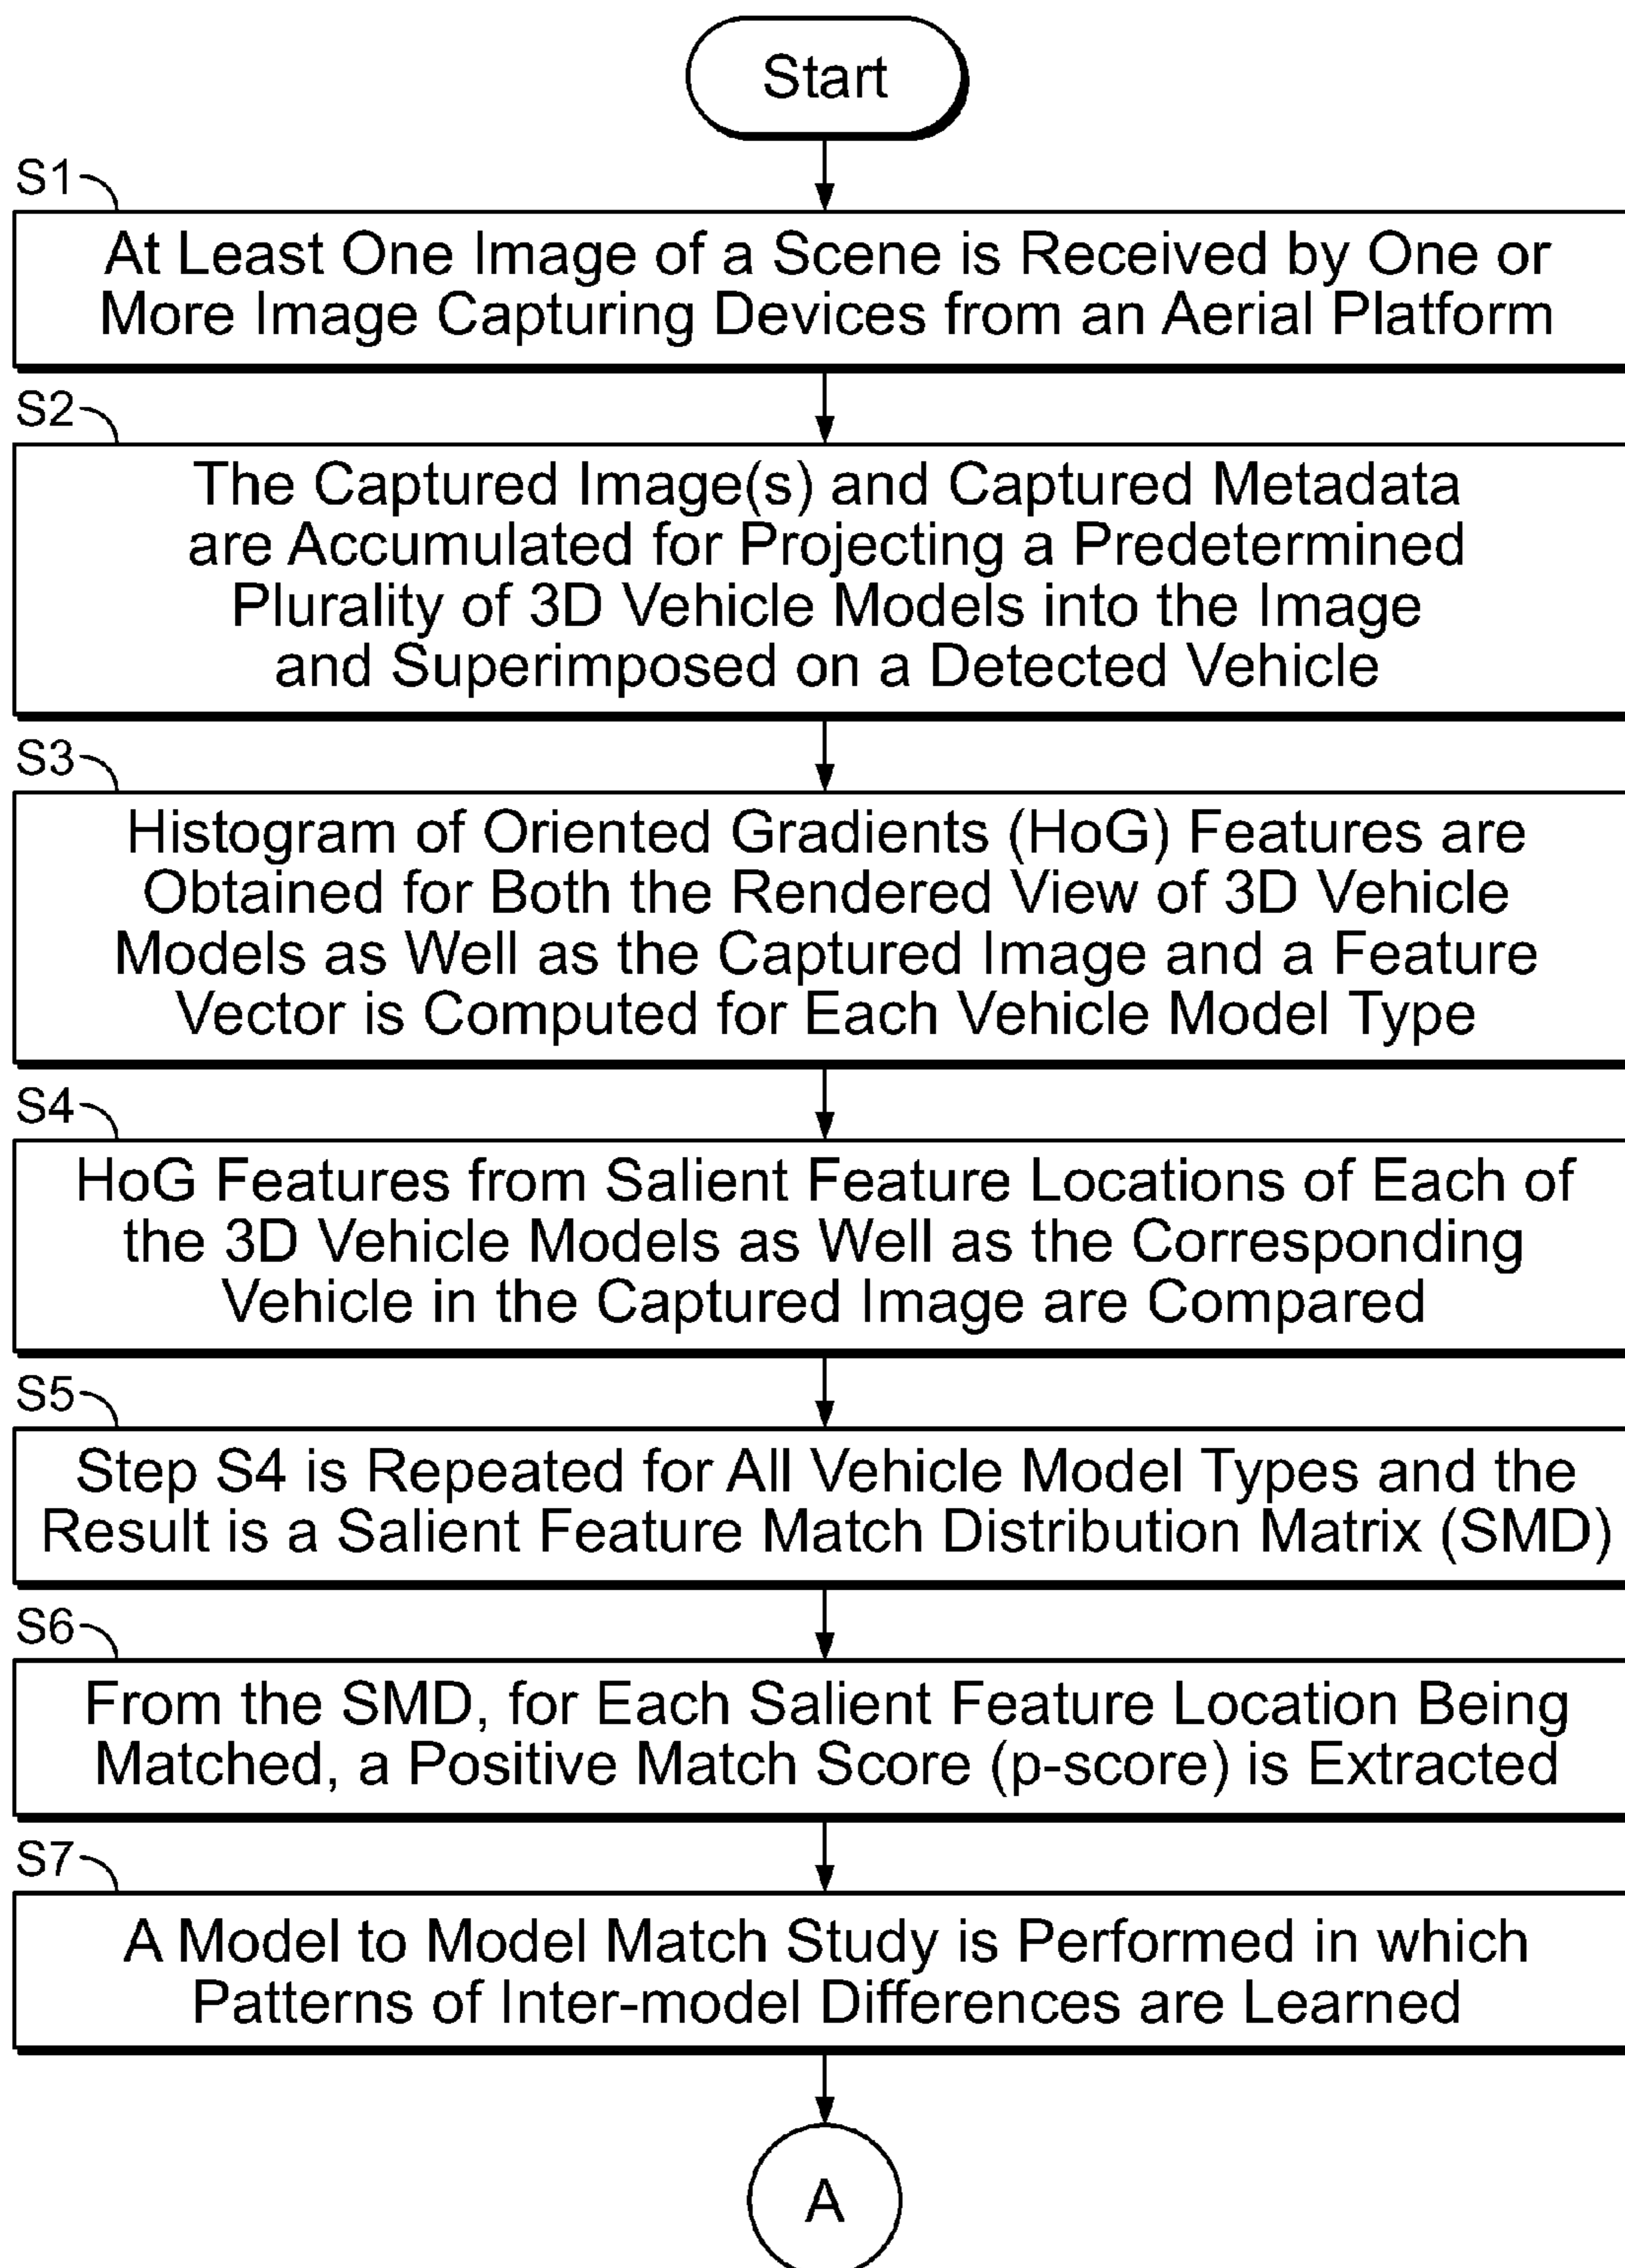 Start
S1
At Least One Image of a Scene is Received by One or
More Image Capturing Devices from an Aerial Platform
S2
The Captured Image(s) and Captured Metadata
are Accumulated for Projecting a Predetermined
Plurality of 3D Vehicle Models into the Image
and Superimposed on a Detected Vehicle
S3
Histogram of Oriented Gradients (HoG) Features are
Obtained for Both the Rendered View of 3D Vehicle
Models as Well as the Captured Image and a Feature
Vector is Computed for Each Vehicle Model Type
S4
HoG Features from Salient Feature Locations of Each of
the 3D Vehicle Models as Well as the Corresponding
Vehicle in the Captured Image are Compared
S5
Step S4 is Repeated for All Vehicle Model Types and the
Result is a Salient Feature Match Distribution Matrix (SMD)
S6
From the SMD, for Each Salient Feature Location Being
Matched, a Positive Match Score (p-score) is Extracted
S7
A Model to Model Match Study is Performed in which
Patterns of Inter-model Differences are Learned
A